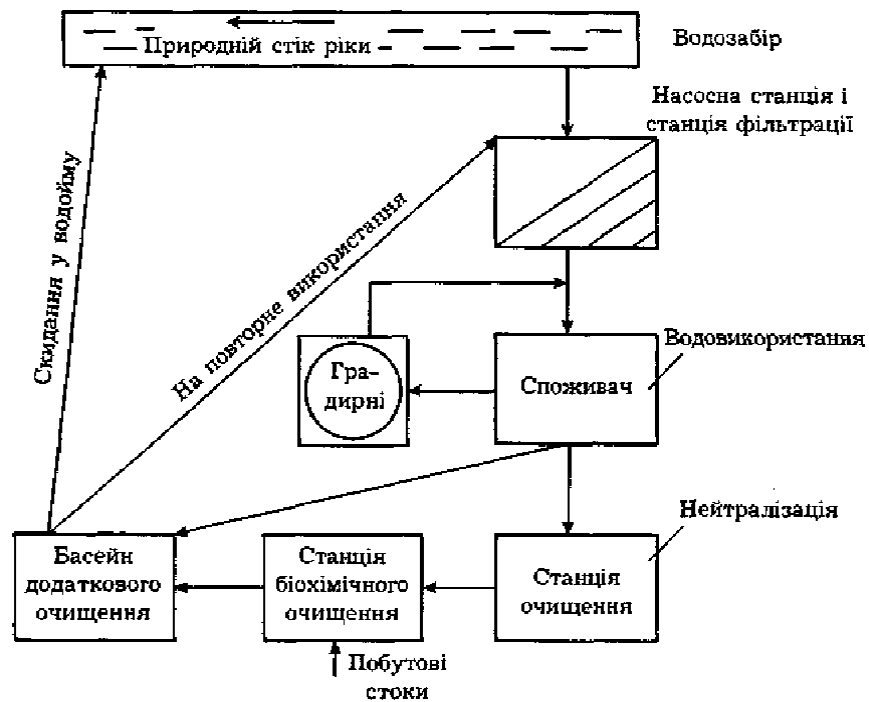 Природній стік ріки
Водозабір
Насосна станція і
станція фільтрації
Скидання у водойму
На повторне використання
Гра-
дирні
Споживач
Водовикористання
Нейтралізація
Басейн
додаткового
очищення
Станція
біохімічного
очищення
Станція
очищення
Побутові
стоки